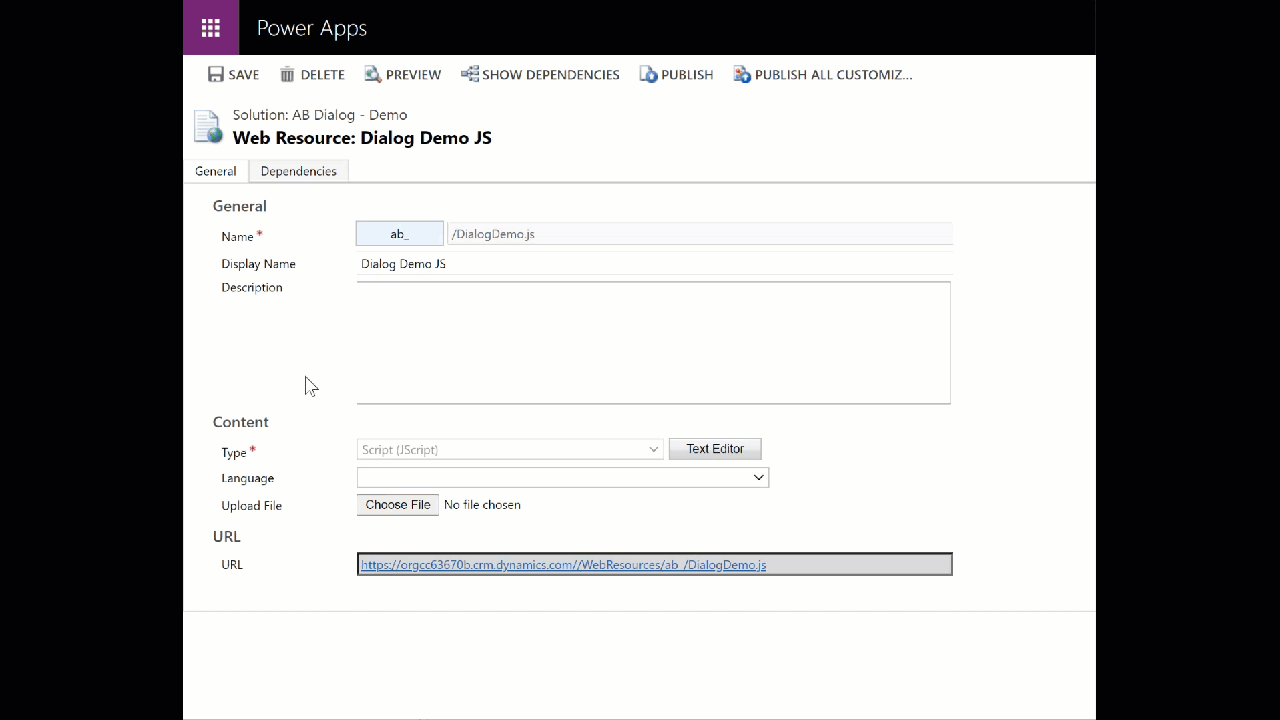 Power Apps
SAVE DELETE PREVIEW SHOW DEPENDENCIES PUBLISH PUBLISH ALL CUSTOMIZ...
Solution: AB Dialog - Demo
Web Resource: Dialog Demo JS
General Dependencies
General
Name * ab_ /DialogDemo.js
Display Name Dialog Demo JS
Description
Content
Type * Script (JScript) Text Editor
Language
Upload File Choose File No file chosen
URL
URL https://orgcc63670b.crm.dynamics.com//WebResources/ab_/DialogDemo.js